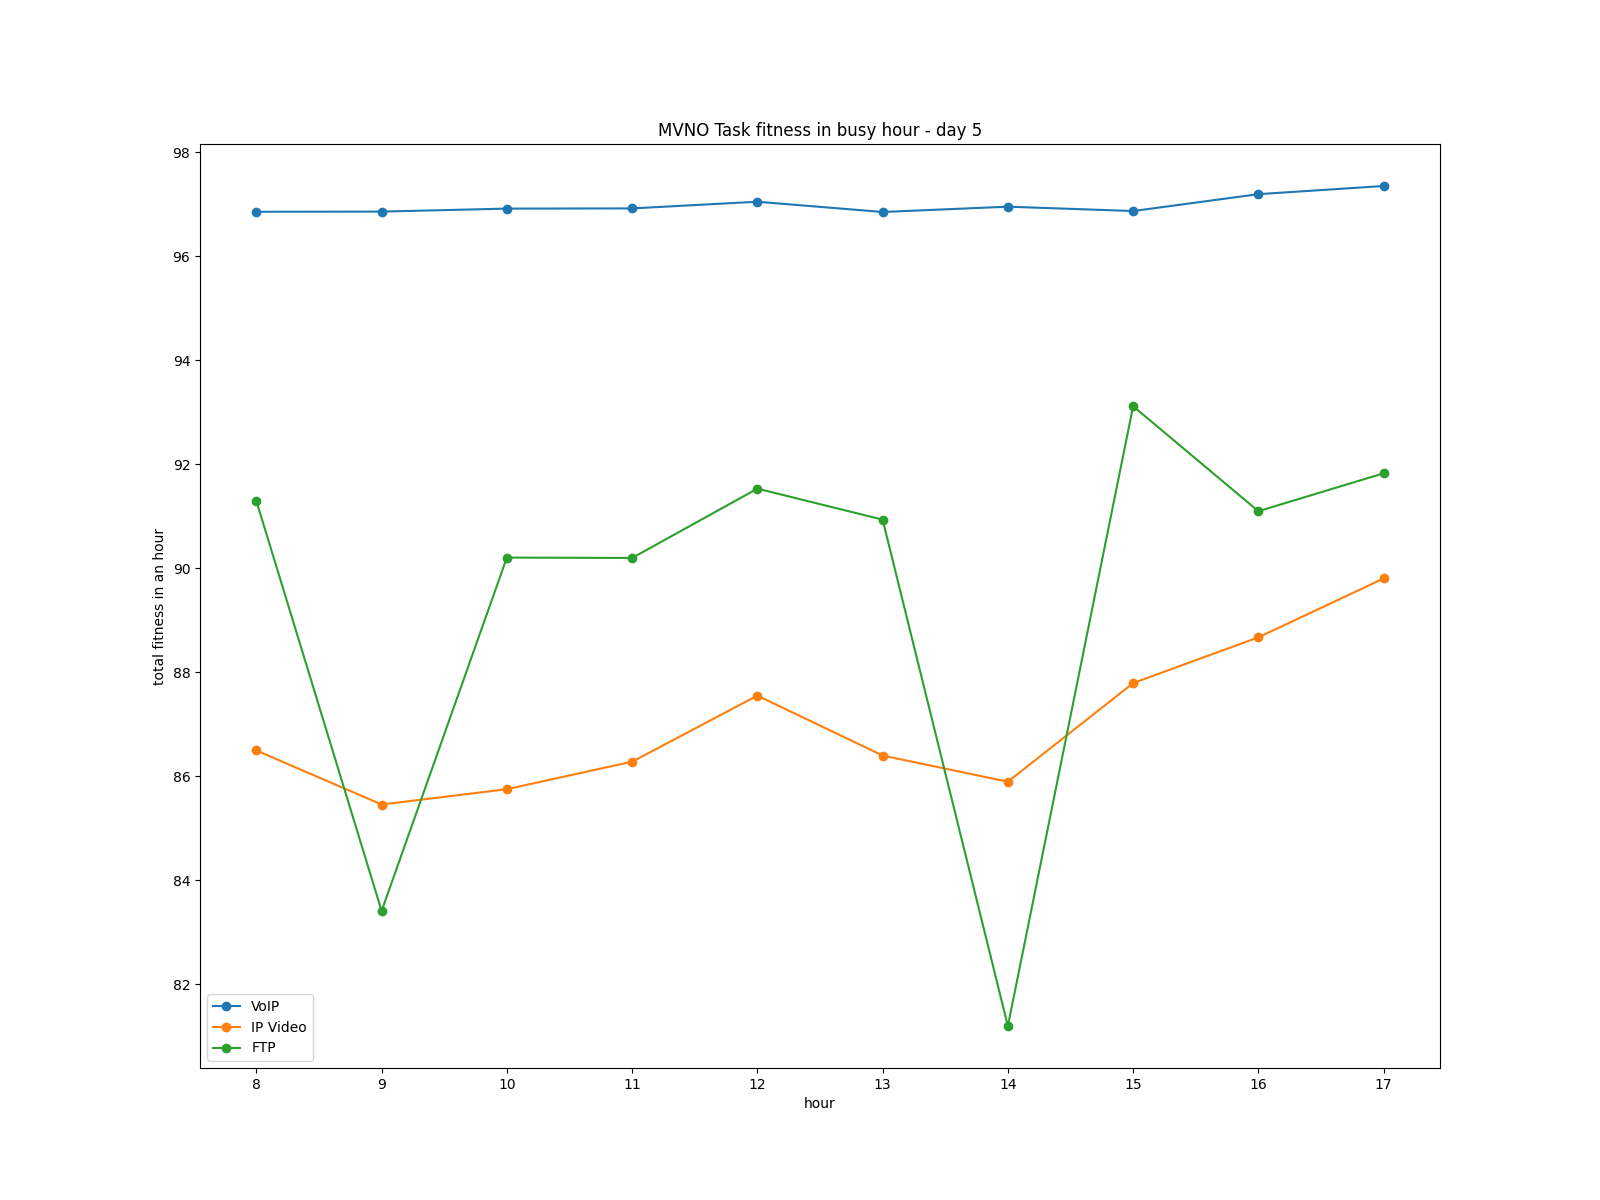 MVNO Task fitness in busy hour - day 5
98
96
94
92
90
88
86
84
82
total fitness in an hour
VoIP
IP Video
FTP
8 9 10 11 12 13 14 15 16 17
hour